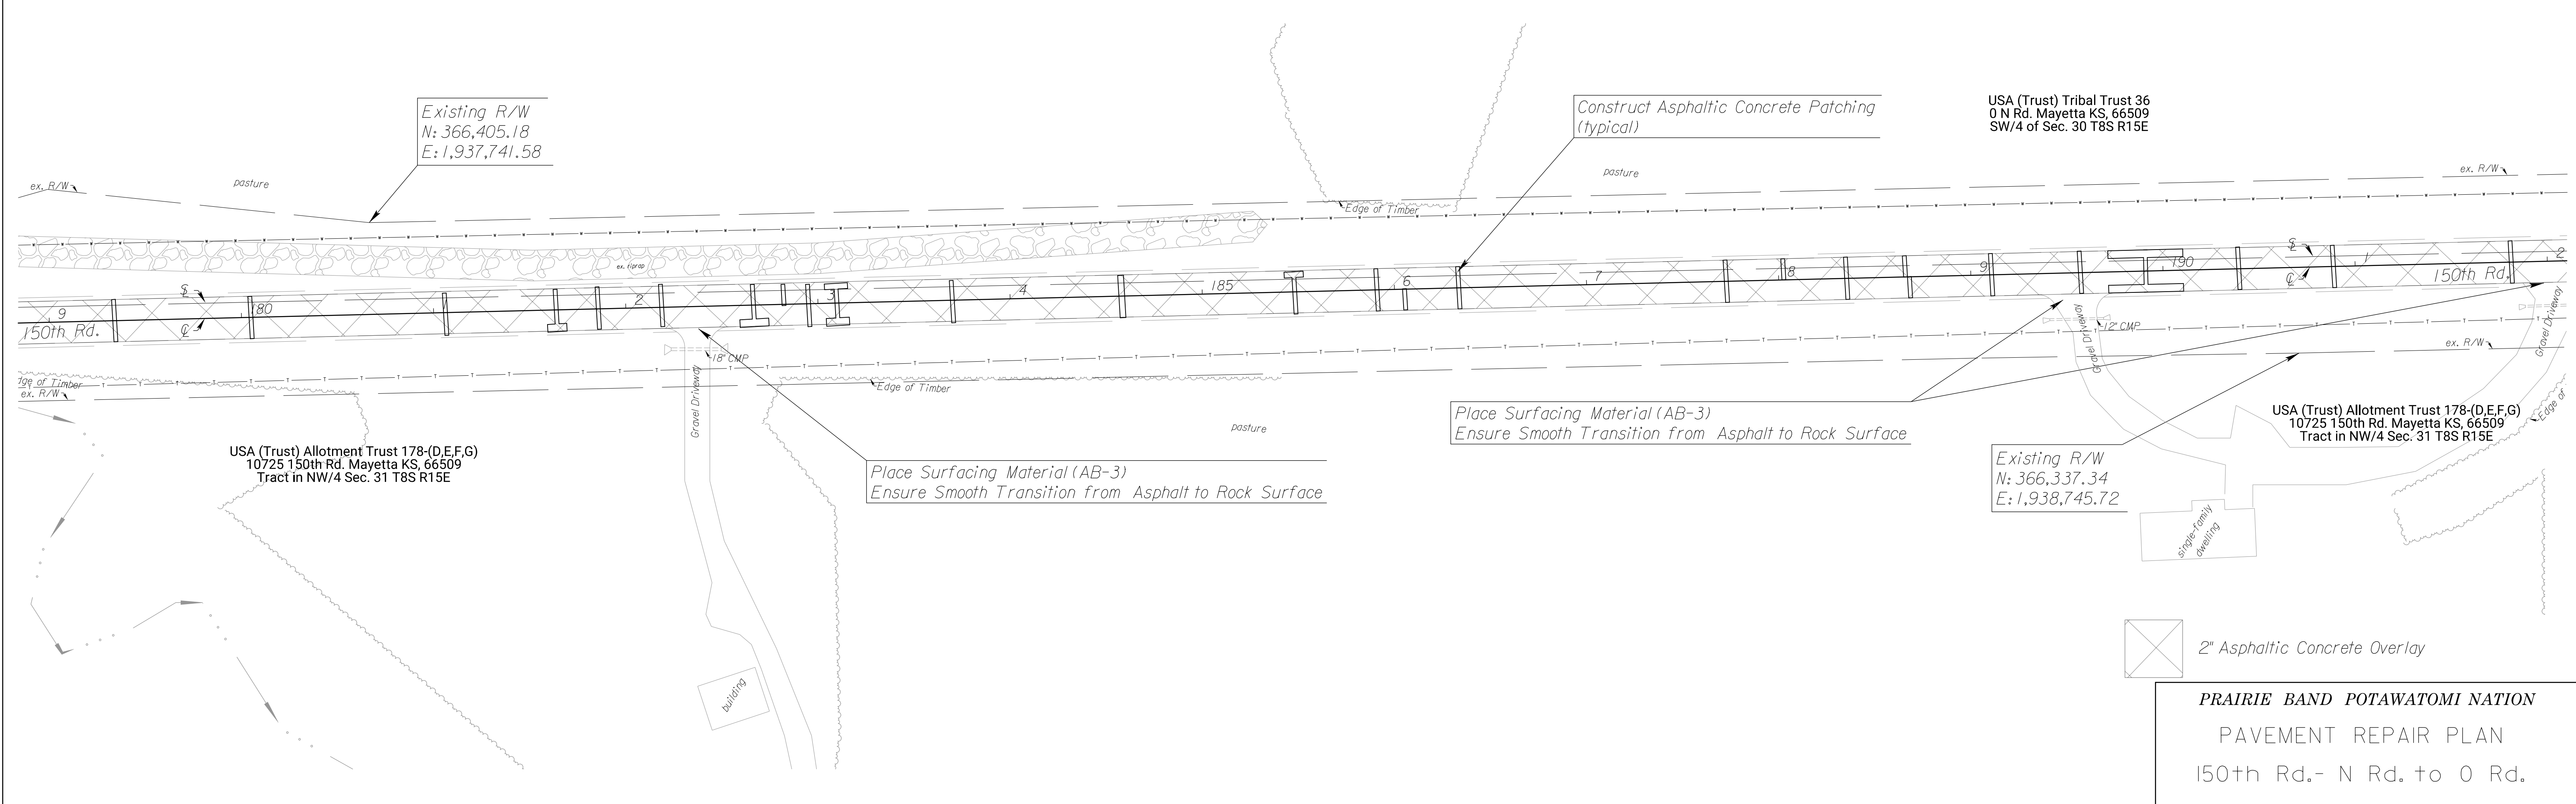 Existing R/W
N: 366,405.18
E: 1,937,741.58
Construct Asphaltic Concrete Patching
(typical)
USA (Trust) Tribal Trust 36
0 N Rd. Mayetta KS, 66509
SW/4 of Sec. 30 T8S R15E
ex. R/W
pasture
pasture
ex. R/W
Edge of Timber
ex. riprap
9
180
2
3
4
185
6
7
8
9
190
1
2
150th Rd.
150th Rd.
18" CMP
12" CMP
Gravel Driveway
Gravel Driveway
Gravel Driveway
dge of Timber
ex. R/W
Edge of Timber
ex. R/W
pasture
Edge of
USA (Trust) Allotment Trust 178-(D,E,F,G)
10725 150th Rd. Mayetta KS, 66509
Tract in NW/4 Sec. 31 T8S R15E
Place Surfacing Material (AB-3)
Ensure Smooth Transition from Asphalt to Rock Surface
Place Surfacing Material (AB-3)
Ensure Smooth Transition from Asphalt to Rock Surface
USA (Trust) Allotment Trust 178-(D,E,F,G)
10725 150th Rd. Mayetta KS, 66509
Tract in NW/4 Sec. 31 T8S R15E
Existing R/W
N: 366,337.34
E: 1,938,745.72
single-family
dwelling
building
2" Asphaltic Concrete Overlay
PRAIRIE BAND POTAWATOMI NATION
PAVEMENT REPAIR PLAN
150th Rd.- N Rd. to O Rd.